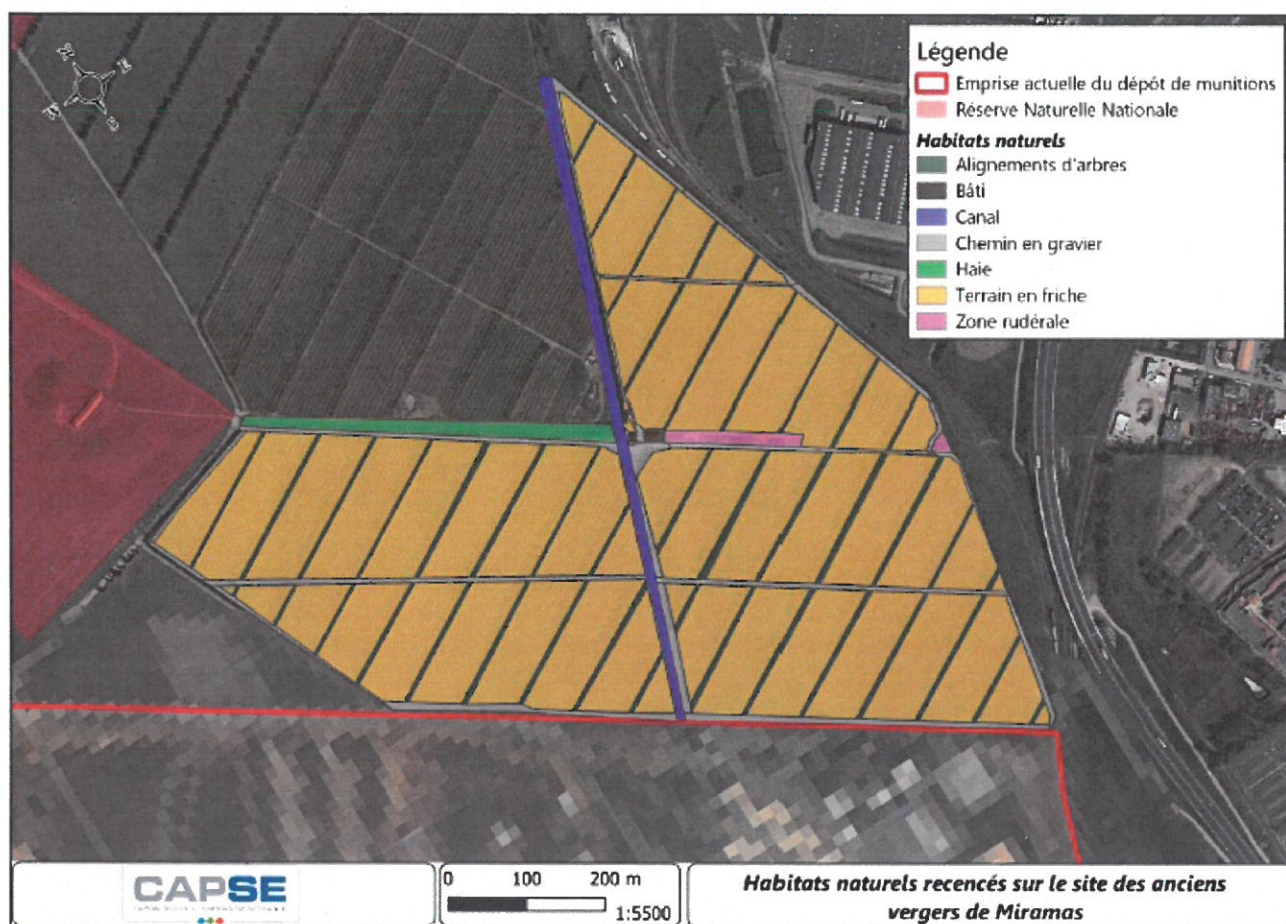 Légende
Emprise actuelle du dépôt de munitions
Réserve Naturelle Nationale
Habitats naturels
Alignements d'arbres
Bâti
Canal
Chemin en gravier
Haie
Terrain en friche
Zone rudérale
CAPSE
0 100 200 m
1:5500
Habitats naturels recencés sur le site des anciens
vergers de Miramas